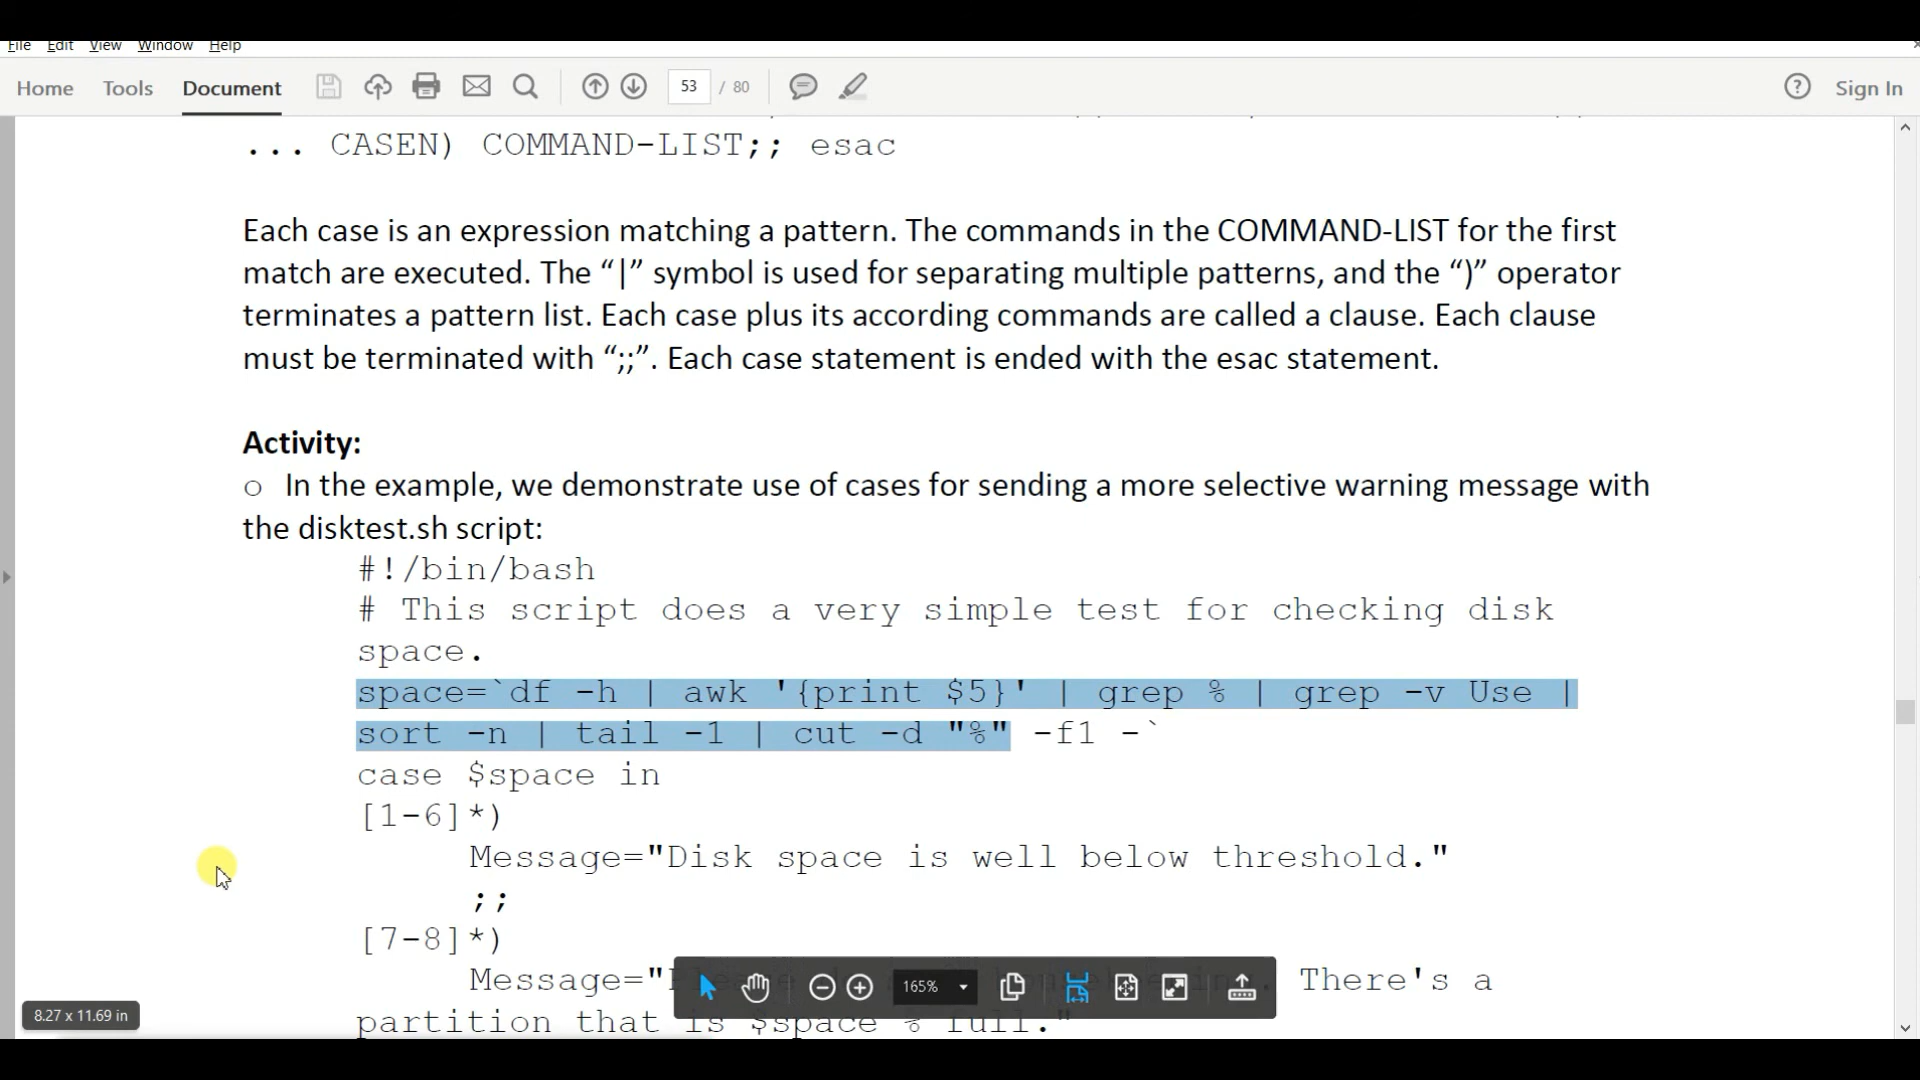 File Edit View Window Help
Home Tools Document 53 / 80 Sign In
... CASEN) COMMAND-LIST;; esac
Each case is an expression matching a pattern. The commands in the COMMAND-LIST for the first
match are executed. The “|” symbol is used for separating multiple patterns, and the “)” operator
terminates a pattern list. Each case plus its according commands are called a clause. Each clause
must be terminated with “;;”. Each case statement is ended with the esac statement.
Activity:
o In the example, we demonstrate use of cases for sending a more selective warning message with
the disktest.sh script:
#!/bin/bash
# This script does a very simple test for checking disk
space.
space=`df -h | awk '{print $5}' | grep % | grep -v Use |
sort -n | tail -1 | cut -d "%" -f1 -`
case $space in
[1-6]*)
Message="Disk space is well below threshold."
;;
[7-8]*)
Message=" There's a
partition that is $space % full."
165%
8.27 x 11.69 in